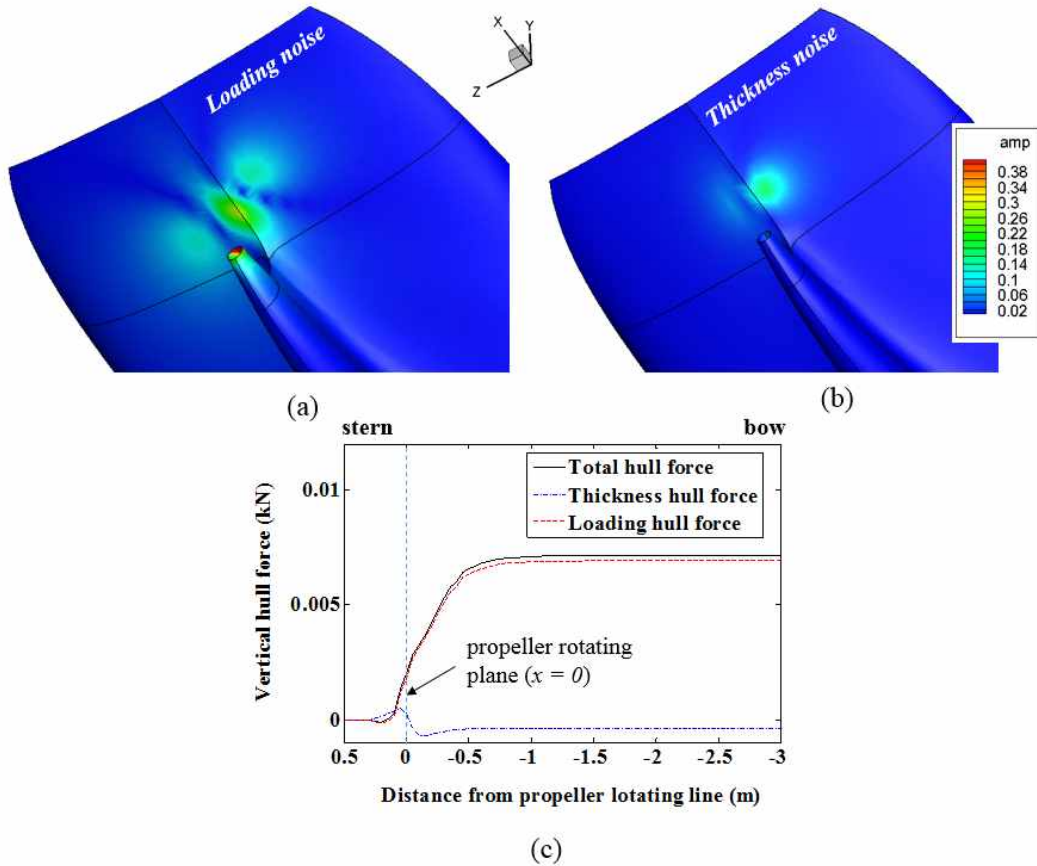 Loading noise
X
Y
Z
Thickness noise
amp
0.38
0.34
0.3
0.26
0.22
0.18
0.14
0.1
0.06
0.02
(a)
(b)
stern
bow
Total hull force
Thickness hull force
Loading hull force
Vertical hull force (kN)
0.01
0.005
0
propeller rotating
plane (x = 0)
0.5 0 -0.5 -1 -1.5 -2 -2.5 -3
Distance from propeller lotating line (m)
(c)